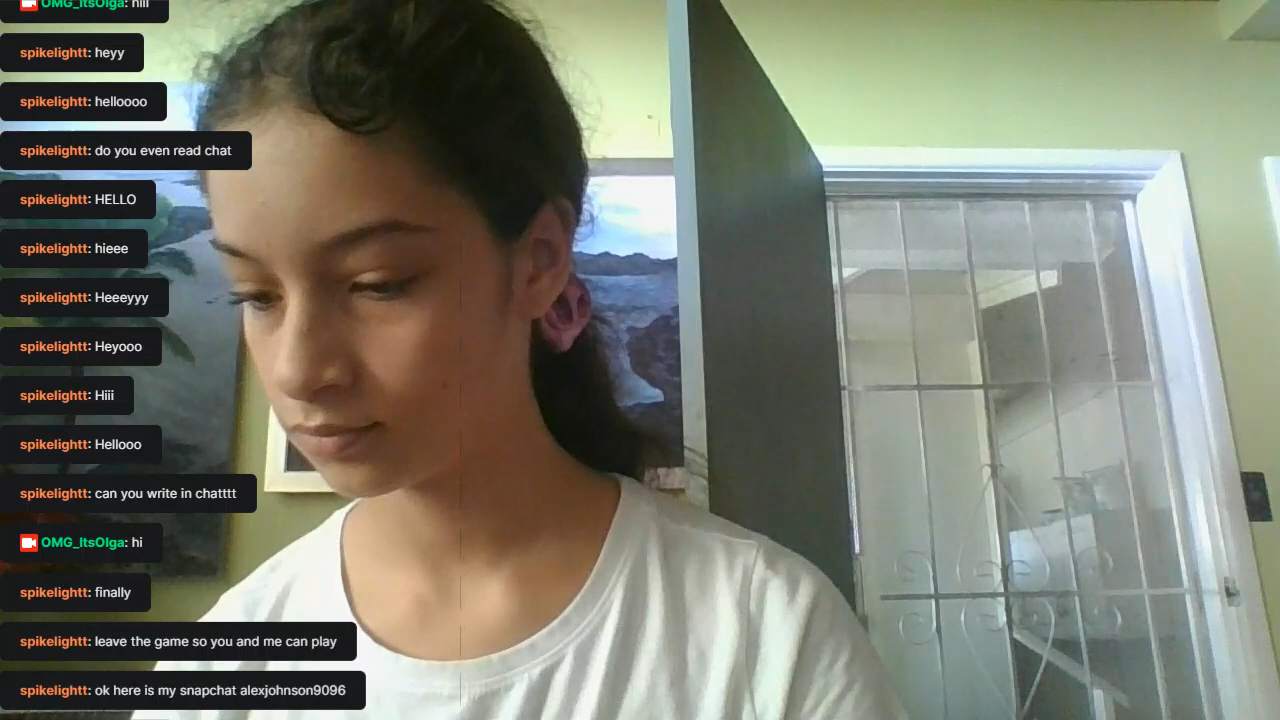 OMG_ItsOlga: hiii
spikelightt: heyy
spikelightt: helloooo
spikelightt: do you even read chat
spikelightt: HELLO
spikelightt: hieee
spikelightt: Heeeyyy
spikelightt: Heyooo
spikelightt: Hiii
spikelightt: Hellooo
spikelightt: can you write in chatttt
OMG_ItsOlga: hi
spikelightt: finally
spikelightt: leave the game so you and me can play
spikelightt: ok here is my snapchat alexjohnson9096